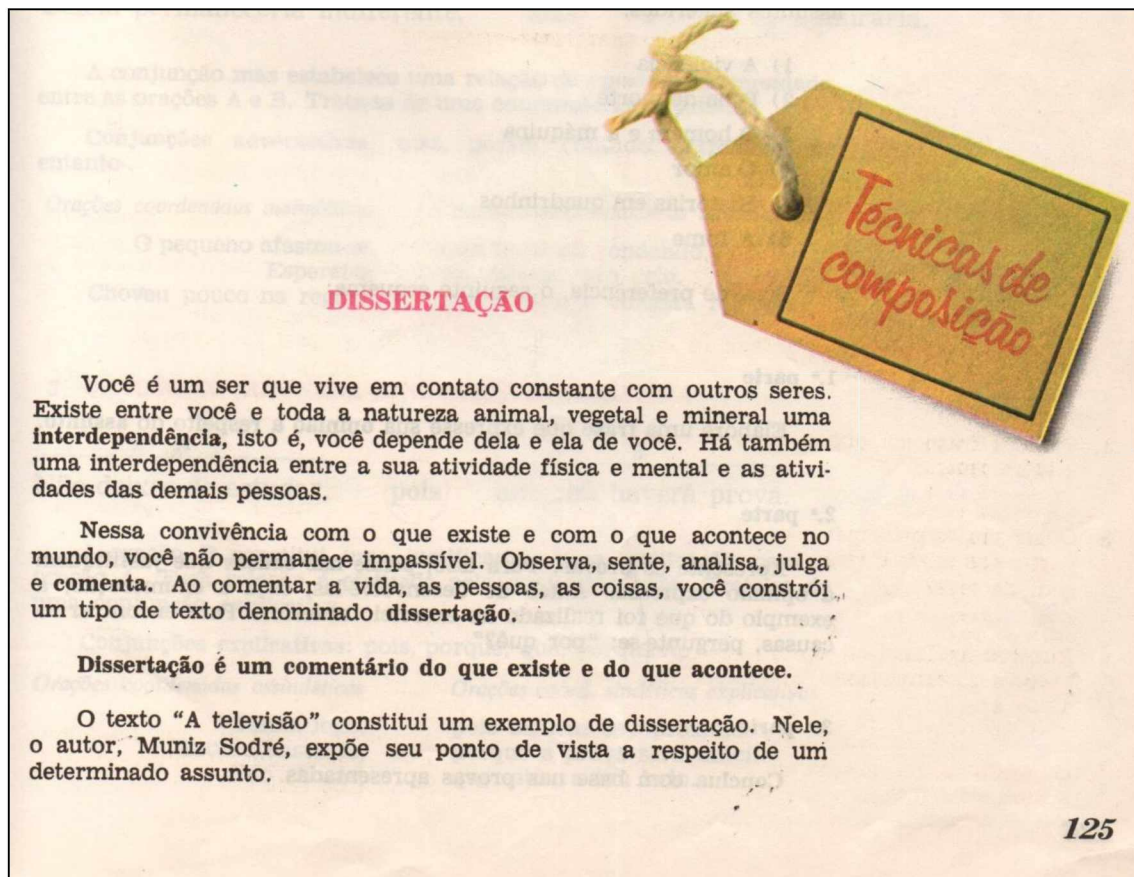 Técnicas de
composição
DISSERTAÇÃO
Você é um ser que vive em contato constante com outros seres.
Existe entre você e toda a natureza animal, vegetal e mineral uma
interdependência, isto é, você depende dela e ela de você. Há também
uma interdependência entre a sua atividade física e mental e as ativi-
dades das demais pessoas.
Nessa convivência com o que existe e com o que acontece no
mundo, você não permanece impassível. Observa, sente, analisa, julga
e comenta. Ao comentar a vida, as pessoas, as coisas, você constrói
um tipo de texto denominado dissertação.
Dissertação é um comentário do que existe e do que acontece.
O texto “A televisão” constitui um exemplo de dissertação. Nele,
o autor, Muniz Sodré, expõe seu ponto de vista a respeito de um
determinado assunto.
125